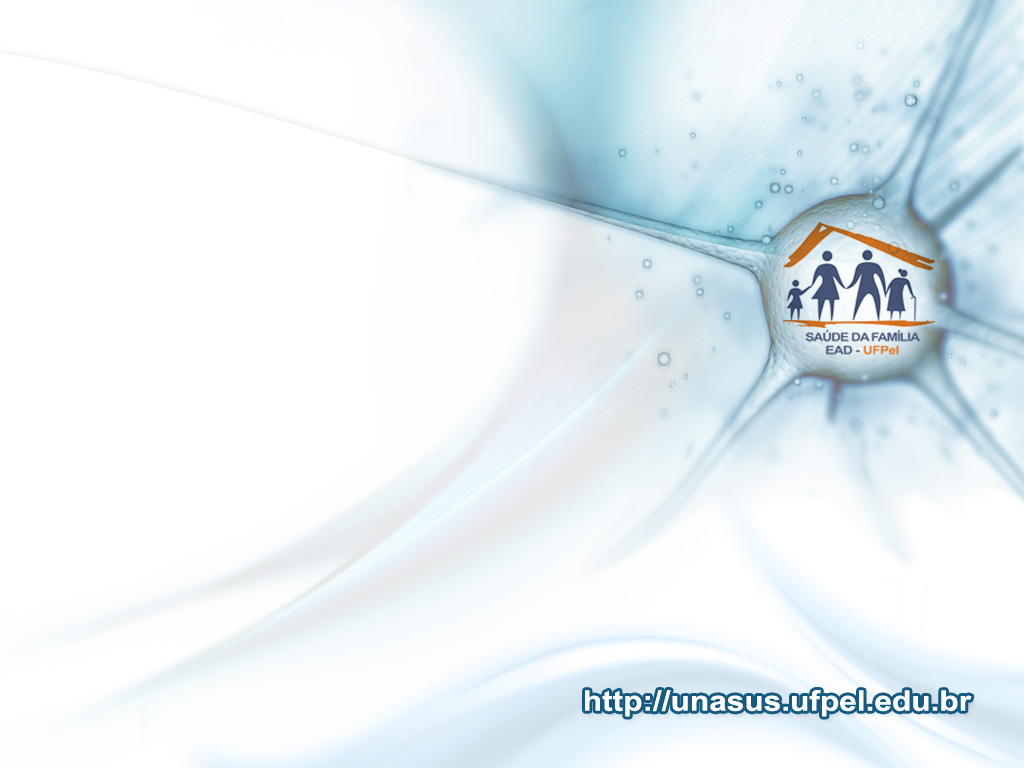 SAÚDE DA FAMÍLIA
EAD - UFPel
http://unasus.ufpel.edu.br